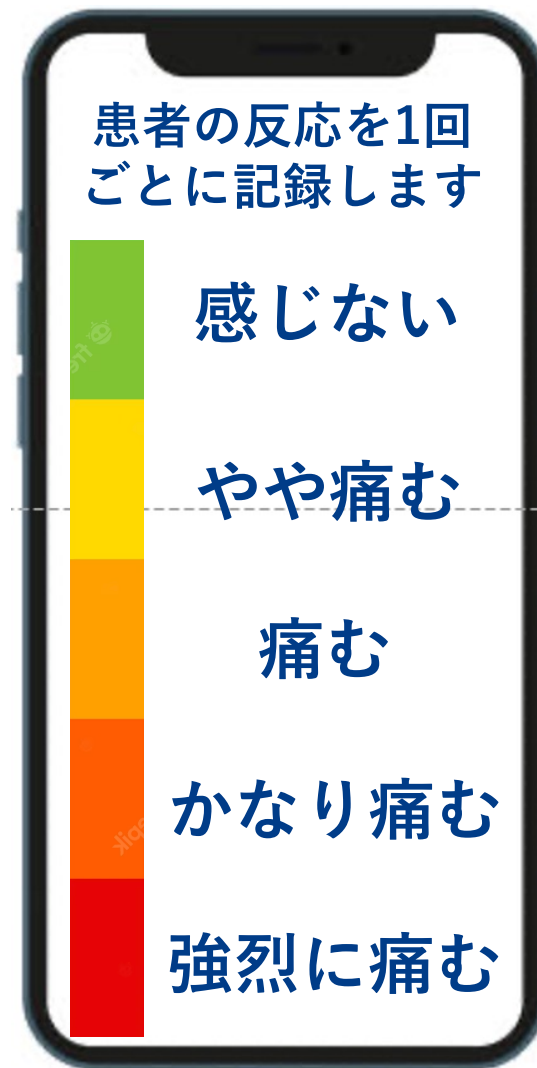 患者の反応を1回
ごとに記録します
感じない
やや痛む
痛む
かなり痛む
強烈に痛む